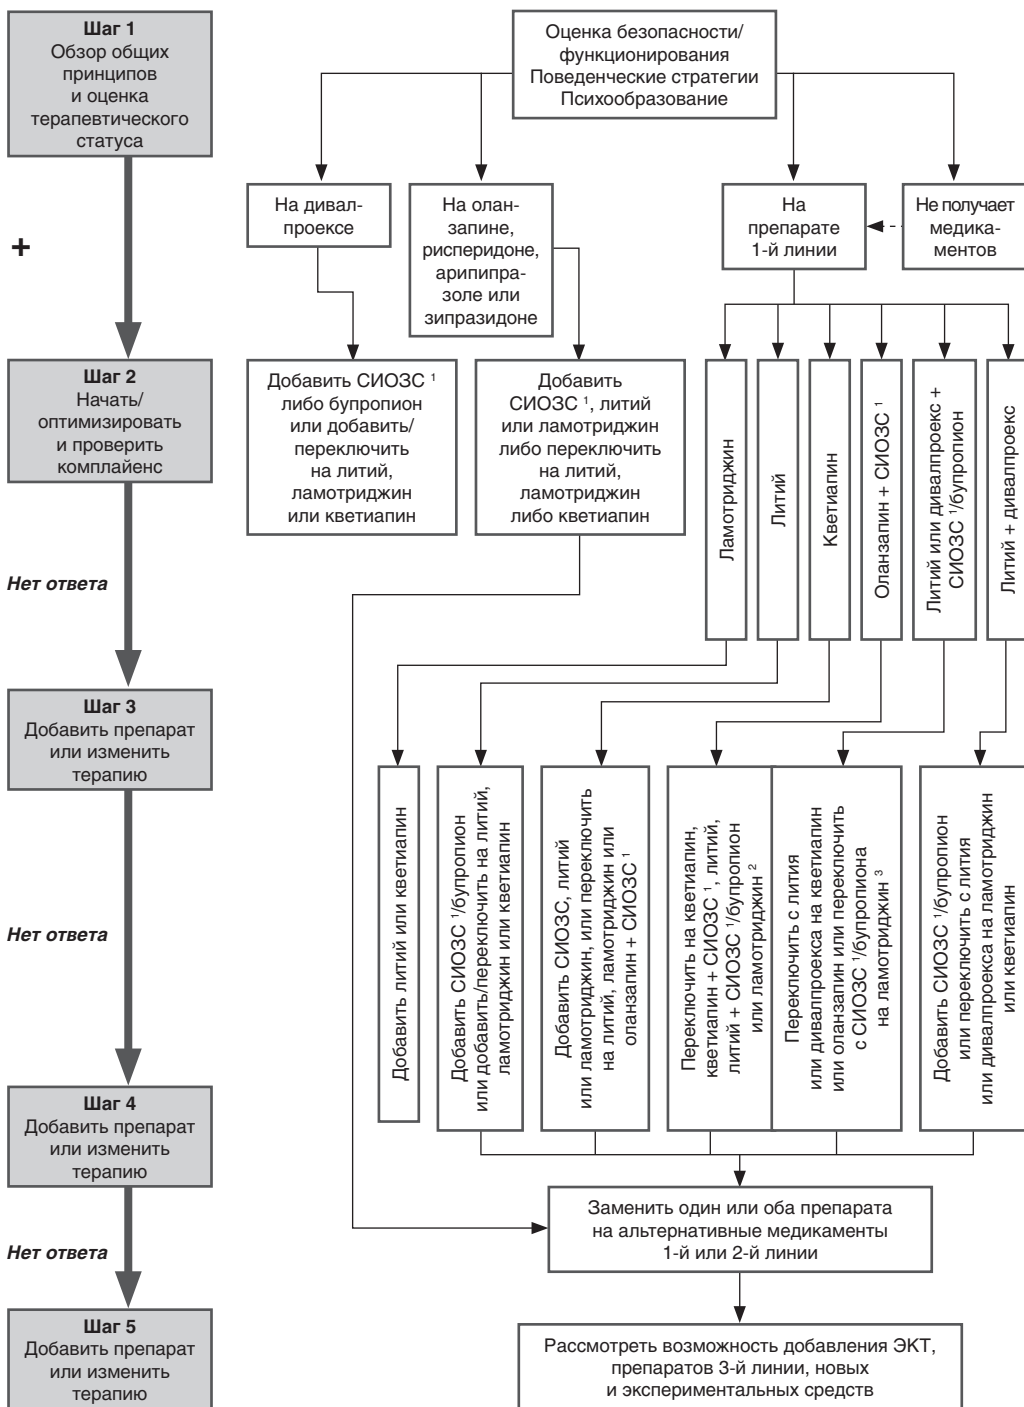 Шаг 1
Обзор общих
принципов
и оценка
терапевтического
статуса
Оценка безопасности/
функционирования
Поведенческие стратегии
Психообразование
+
На дивал-
проексе
На олан-
запине,
рисперидоне,
арипипра-
золе или
зипразидоне
На
препарате
1-й линии
Не получает
медика-
ментов
Шаг 2
Начать/
оптимизировать
и проверить
комплайенс
Добавить СИОЗС ¹
либо бупропион
или добавить/
переключить
на литий,
ламотриджин
или кветиапин
Добавить
СИОЗС ¹, литий
или ламотриджин
либо переключить
на литий,
ламотриджин
либо кветиапин
Ламотриджин
Литий
Кветиапин
Оланзапин + СИОЗС ¹
Литий или дивалпроекс +
СИОЗС ¹/бупропион
Литий + дивалпроекс
Нет ответа
Шаг 3
Добавить препарат
или изменить
терапию
Добавить литий или кветиапин
Добавить СИОЗС ¹/бупропион
или добавить/переключить на литий,
ламотриджин или кветиапин
Добавить СИОЗС, литий
или ламотриджин, или переключить
на литий, ламотриджин или
оланзапин + СИОЗС ¹
Переключить на кветиапин,
кветиапин + СИОЗС ¹, литий,
литий + СИОЗС ¹/бупропион
или ламотриджин ²
Переключить с лития
или дивалпроекса на кветиапин
или оланзапин или переключить
с СИОЗС ¹/бупропиона
на ламотриджин ³
Добавить СИОЗС ¹/бупропион
или переключить с лития
или дивалпроекса на ламотриджин
или кветиапин
Нет ответа
Шаг 4
Добавить препарат
или изменить
терапию
Заменить один или оба препарата
на альтернативные медикаменты
1-й или 2-й линии
Нет ответа
Шаг 5
Добавить препарат
или изменить
терапию
Рассмотреть возможность добавления ЭКТ,
препаратов 3-й линии, новых
и экспериментальных средств